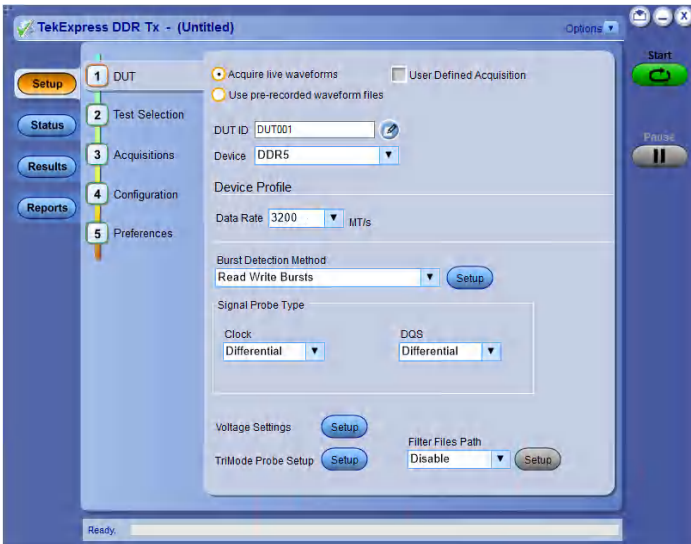 TekExpress DDR Tx - (Untitled)
Options
Start
Pause
Setup
Status
Results
Reports
1 DUT
2 Test Selection
3 Acquisitions
4 Configuration
5 Preferences
Acquire live waveforms
User Defined Acquisition
Use pre-recorded waveform files
DUT ID DUT001
Device DDR5
Device Profile
Data Rate 3200 MT/s
Burst Detection Method
Read Write Bursts
Setup
Signal Probe Type
Clock
DQS
Differential
Differential
Voltage Settings Setup
Filter Files Path
TriMode Probe Setup Setup
Disable
Setup
Ready.